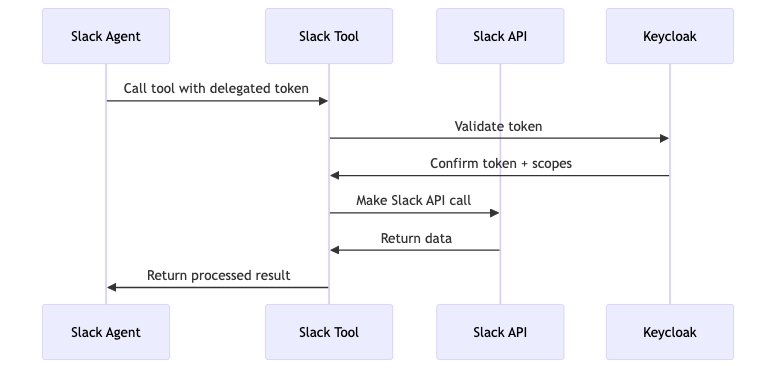 Slack Agent
Slack Tool
Slack API
Keycloak
Call tool with delegated token
Validate token
Confirm token + scopes
Make Slack API call
Return data
Return processed result
Slack Agent
Slack Tool
Slack API
Keycloak